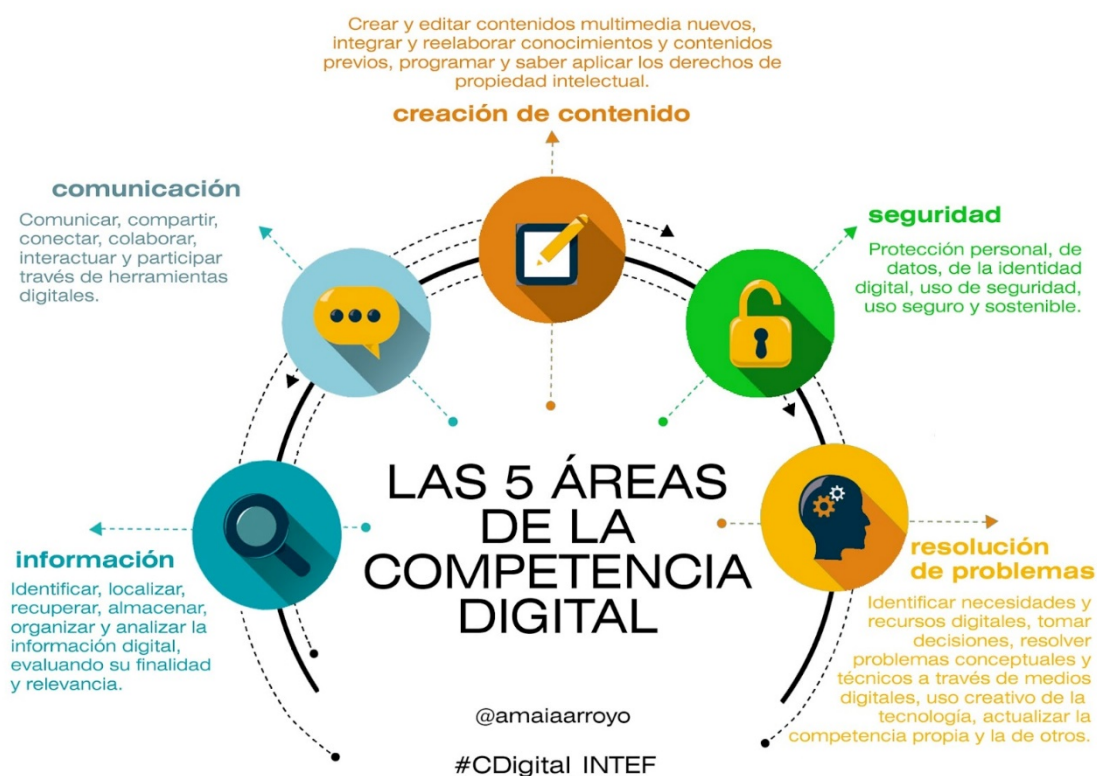 Crear y editar contenidos multimedia nuevos,
integrar y reelaborar conocimientos y contenidos
previos, programar y saber aplicar los derechos de
propiedad intelectual.
creación de contenido
comunicación
Comunicar, compartir,
conectar, colaborar,
interactuar y participar
través de herramientas
digitales.
seguridad
Protección personal, de
datos, de la identidad
digital, uso de seguridad,
uso seguro y sostenible.
información
Identificar, localizar,
recuperar, almacenar,
organizar y analizar la
información digital,
evaluando su finalidad
y relevancia.
LAS 5 ÁREAS
DE LA
COMPETENCIA
DIGITAL
resolución
de problemas
Identificar necesidades y
recursos digitales, tomar
decisiones, resolver
problemas conceptuales y
técnicos a través de medios
digitales, uso creativo de la
tecnología, actualizar la
competencia propia y la de otros.
@amaiaarroyo
#CDigital INTEF